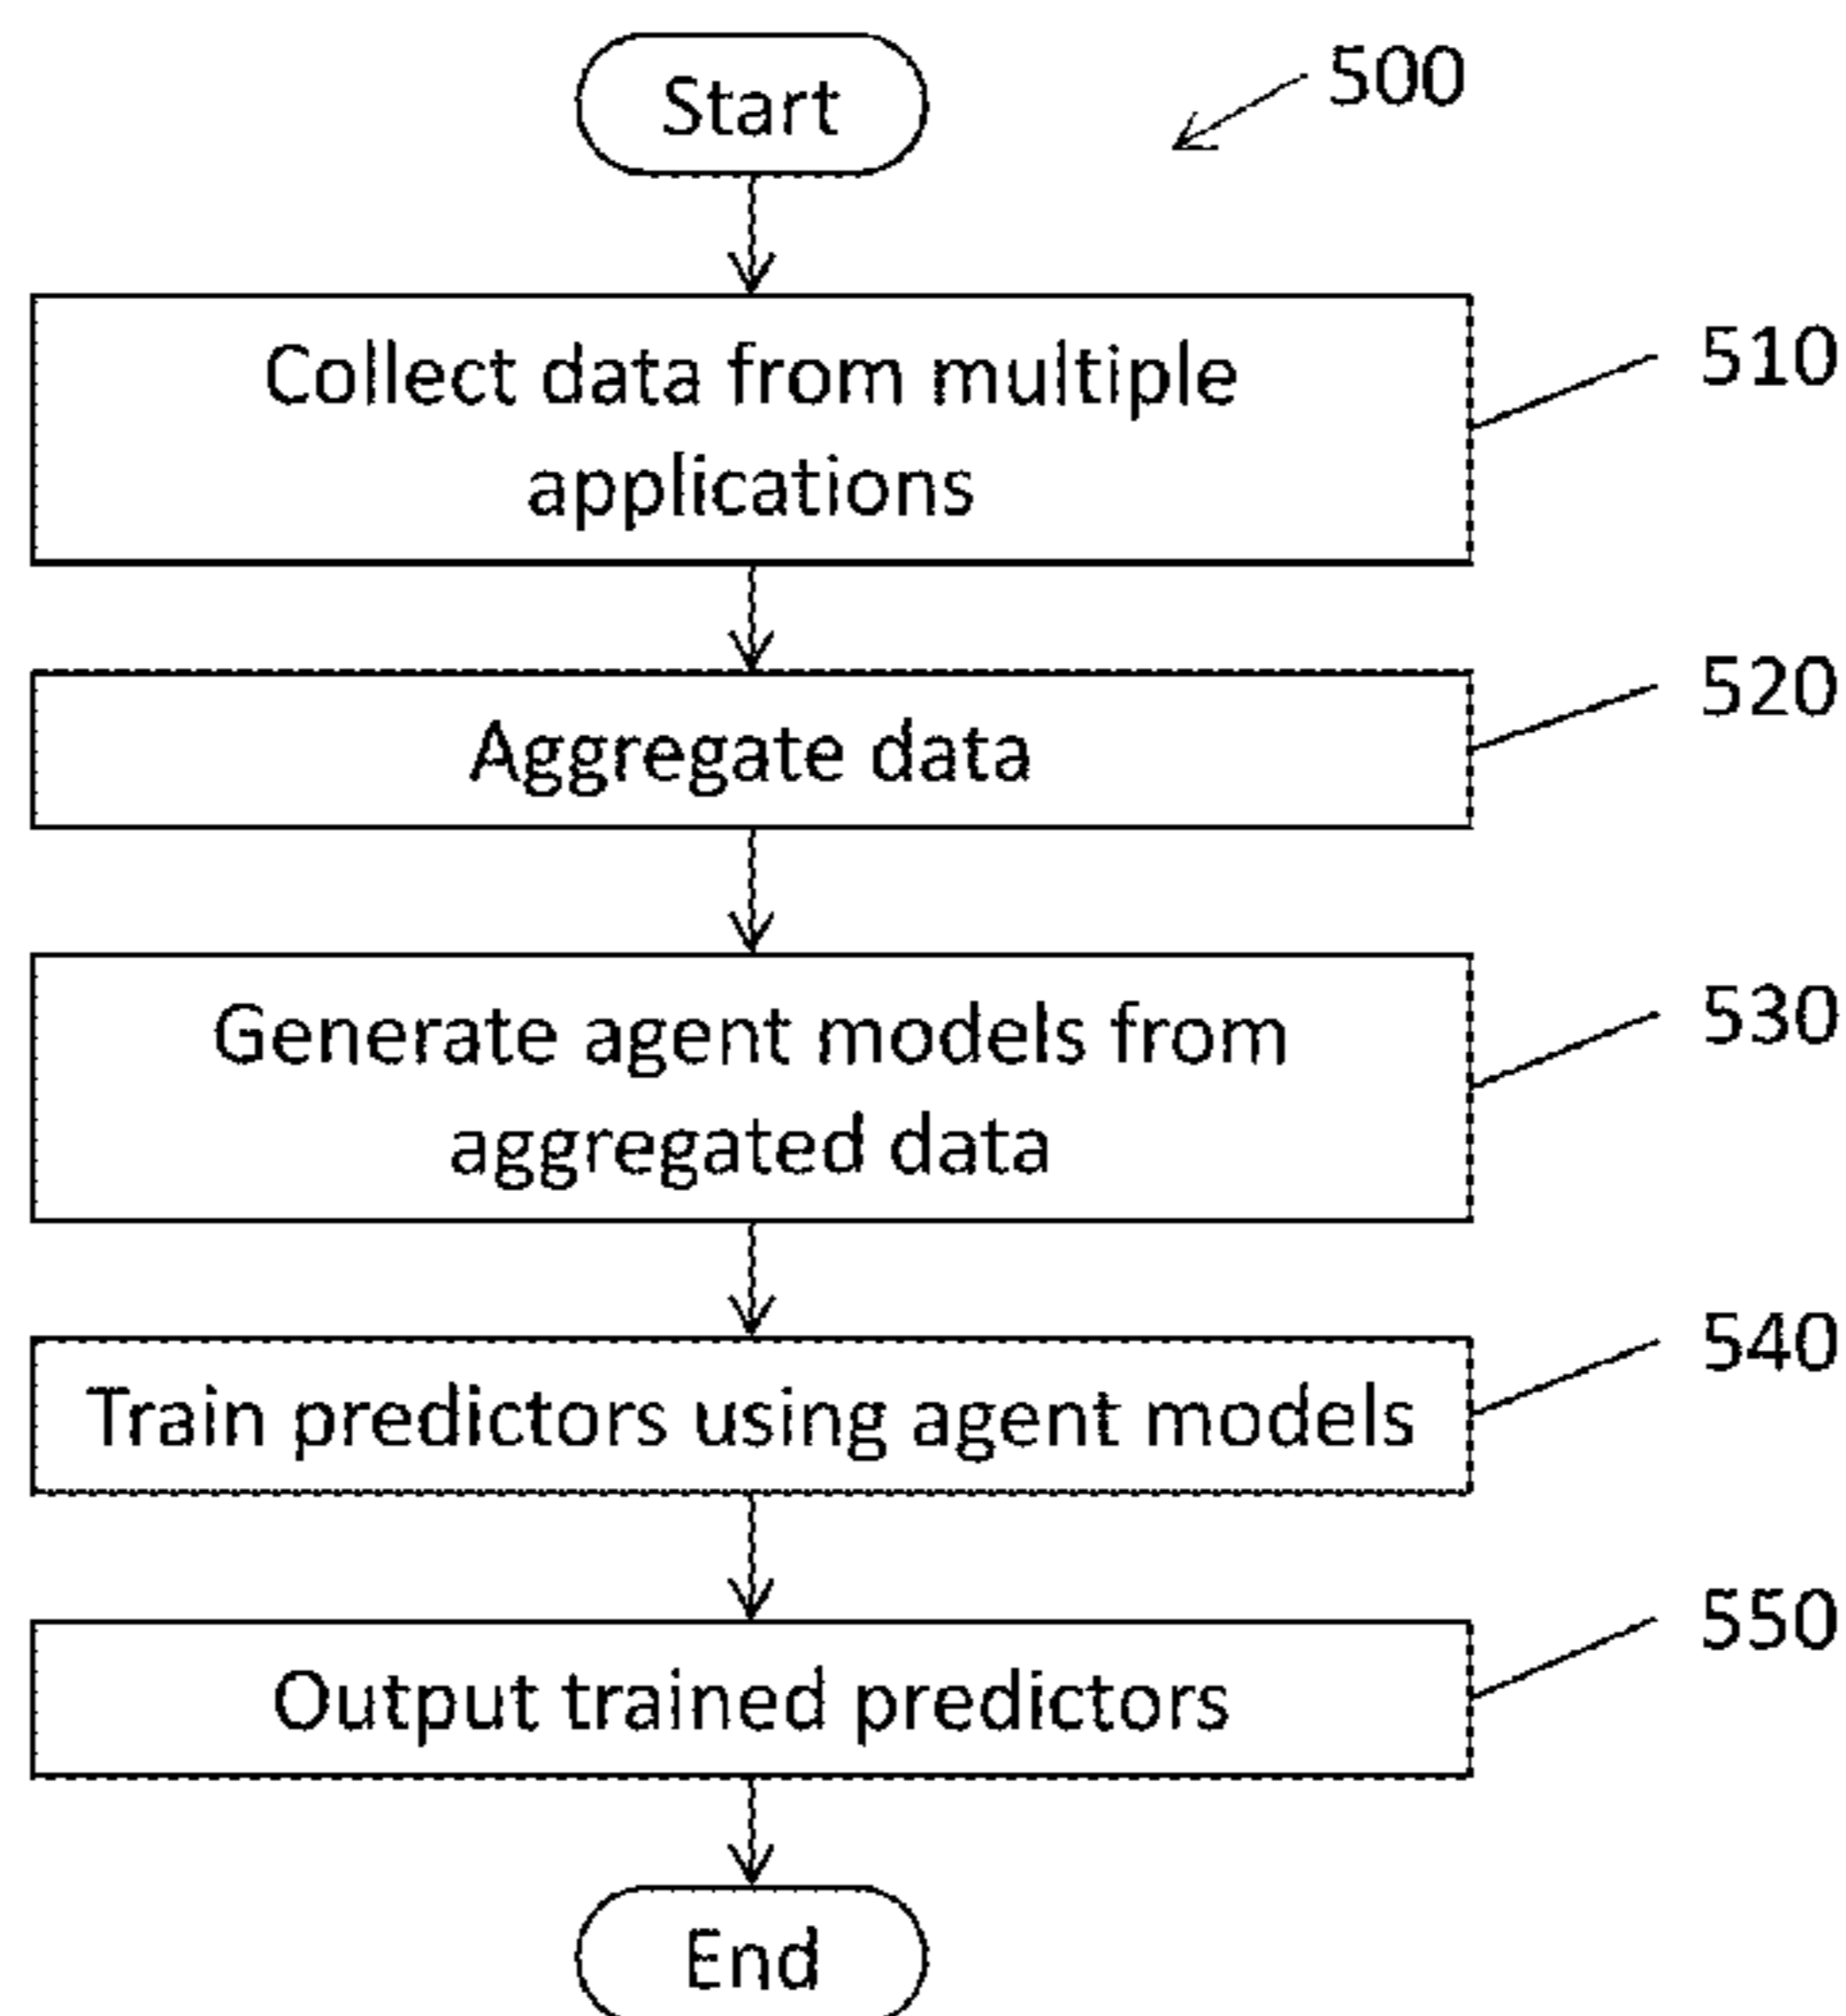 Start
500
Collect data from multiple
applications
510
Aggregate data
520
Generate agent models from
aggregated data
530
Train predictors using agent models
540
Output trained predictors
550
End